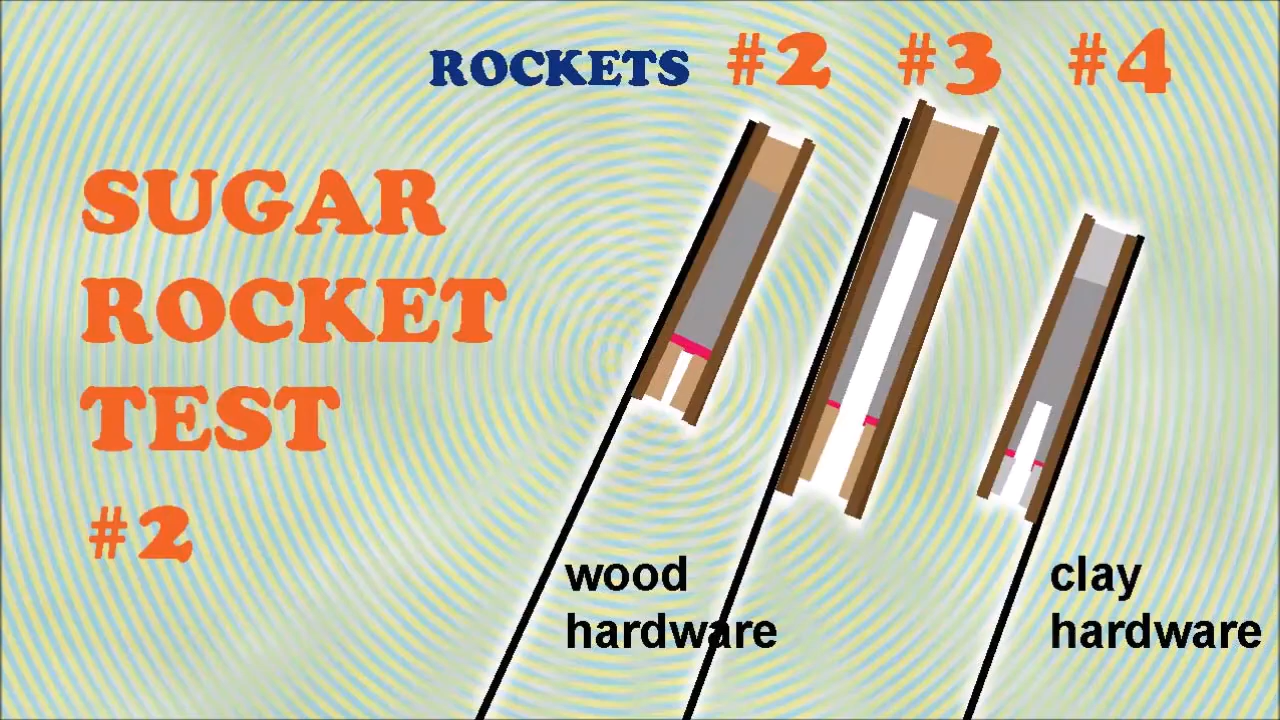 ROCKETS #2 #3 #4
SUGAR
ROCKET
TEST
#2
wood
hardware
clay
hardware